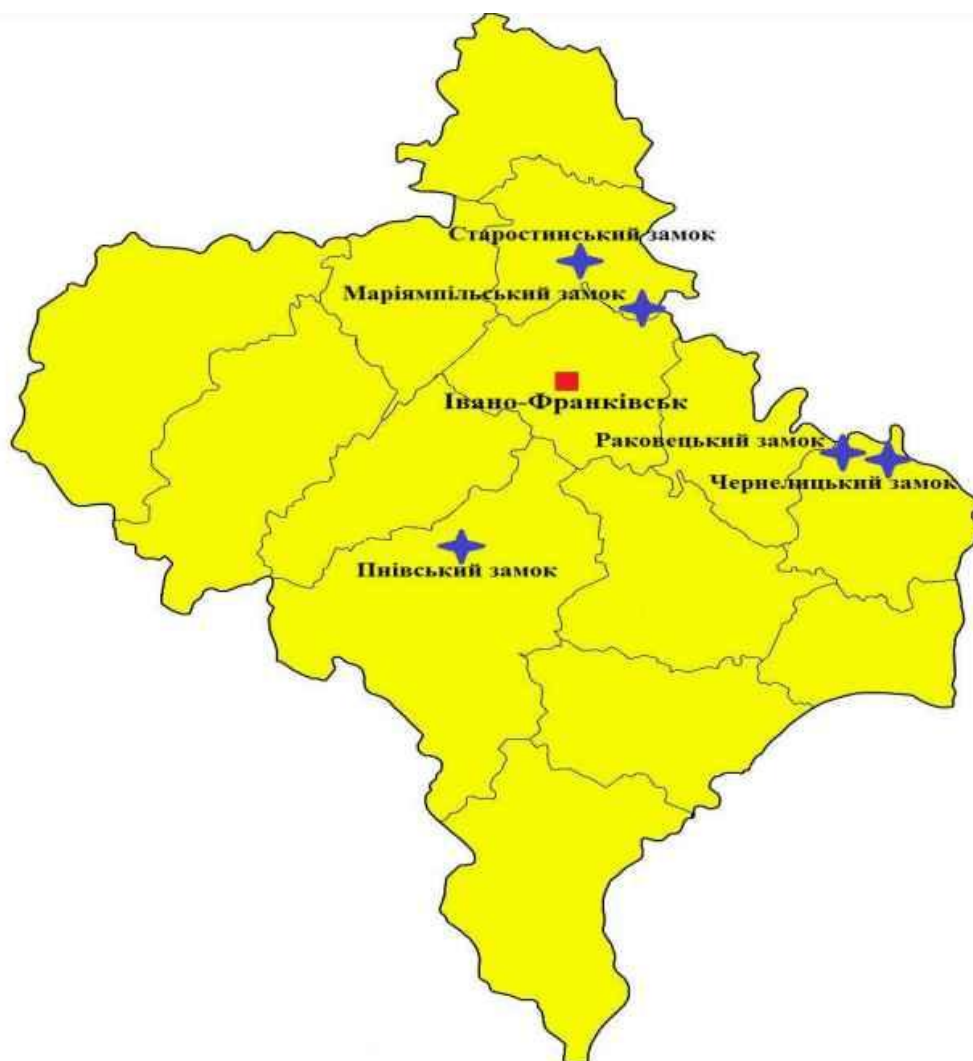 Старостинський замок
Маріямпільський замок
Івано-Франківськ
Раковецький замок
Чернелицький замок
Пнівський замок